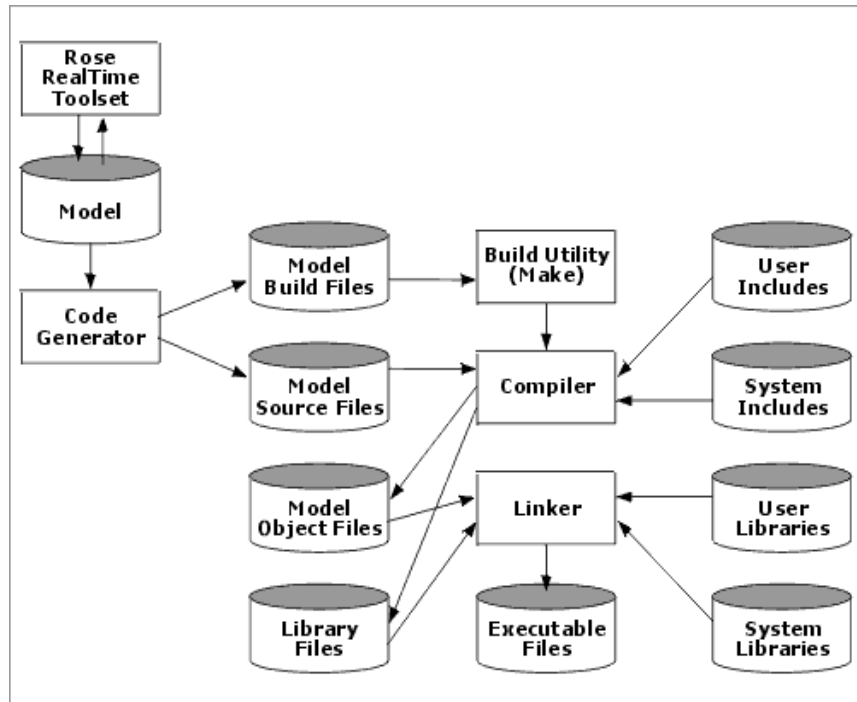 Rose
RealTime
Toolset
Model
Code
Generator
Model
Build Files
Build Utility
(Make)
User
Includes
Model
Source Files
Compiler
System
Includes
Model
Object Files
Linker
User
Libraries
Library
Files
Executable
Files
System
Libraries